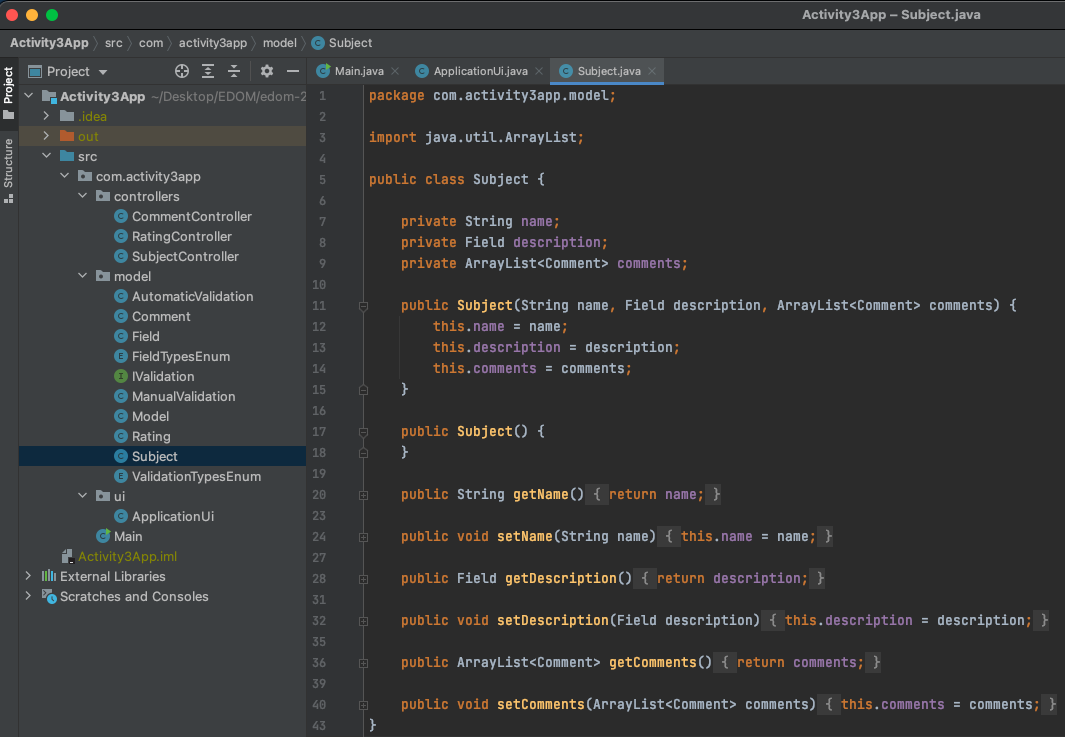 Activity3App – Subject.java
Activity3App src com activity3app model Subject
Project
Structure
Project
Activity3App ~/Desktop/EDOM/edom-2
.idea
out
src
com.activity3app
controllers
CommentController
RatingController
SubjectController
model
AutomaticValidation
Comment
Field
FieldTypesEnum
IValidation
ManualValidation
Model
Rating
Subject
ValidationTypesEnum
ui
ApplicationUi
Main
Activity3App.iml
External Libraries
Scratches and Consoles
Main.java ApplicationUi.java Subject.java
1 package com.activity3app.model;
2
3 import java.util.ArrayList;
4
5 public class Subject {
6
7 private String name;
8 private Field description;
9 private ArrayList<Comment> comments;
10
11 public Subject(String name, Field description, ArrayList<Comment> comments) {
12 this.name = name;
13 this.description = description;
14 this.comments = comments;
15 }
16
17 public Subject() {
18 }
19
20 public String getName() { return name; }
23
24 public void setName(String name) { this.name = name; }
27
28 public Field getDescription() { return description; }
31
32 public void setDescription(Field description) { this.description = description; }
35
36 public ArrayList<Comment> getComments() { return comments; }
39
40 public void setComments(ArrayList<Comment> comments) { this.comments = comments; }
43 }